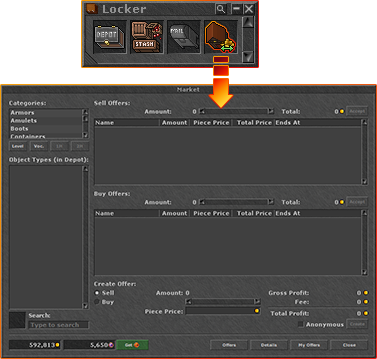 Locker
DEPOT
STASH
MAIL
Market
Categories:
Armors
Amulets
Boots
Containers
Level Voc. 1H 2H
Object Types (in Depot):
Search:
Type to search
Sell Offers:
Amount: 0 Total: 0 Accept
Name Amount Piece Price Total Price Ends At
Buy Offers:
Amount: 0 Total: 0 Accept
Name Amount Piece Price Total Price Ends At
Create Offer:
Sell Amount: 0 Gross Profit: 0
Buy Fee: 0
Piece Price: Total Profit: 0
Anonymous Create
592,813 5,650 Get Offers Details My Offers Close